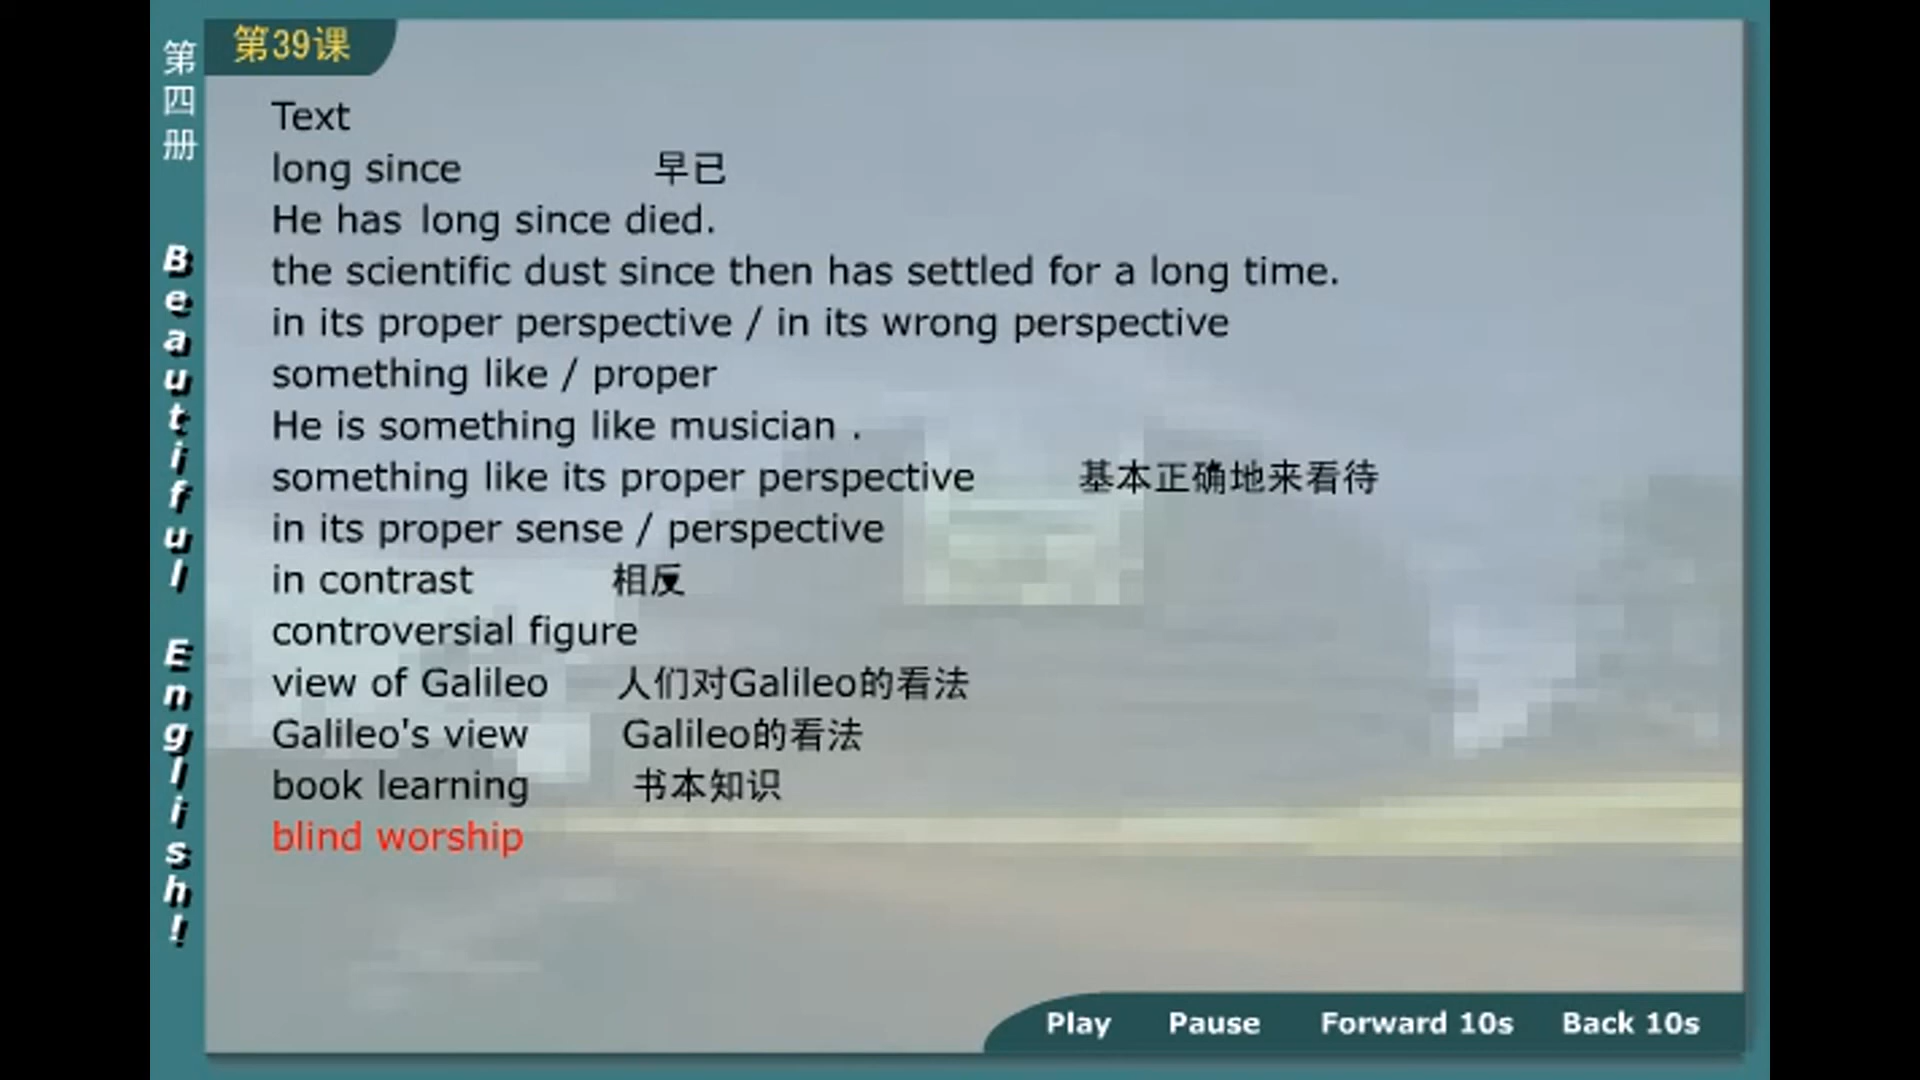 第四册
Beautiful English!
第39课
Text
long since 早已
He has long since died.
the scientific dust since then has settled for a long time.
in its proper perspective / in its wrong perspective
something like / proper
He is something like musician .
something like its proper perspective 基本正确地来看待
in its proper sense / perspective
in contrast 相反
controversial figure
view of Galileo 人们对Galileo的看法
Galileo's view Galileo的看法
book learning 书本知识
blind worship
Play Pause Forward 10s Back 10s